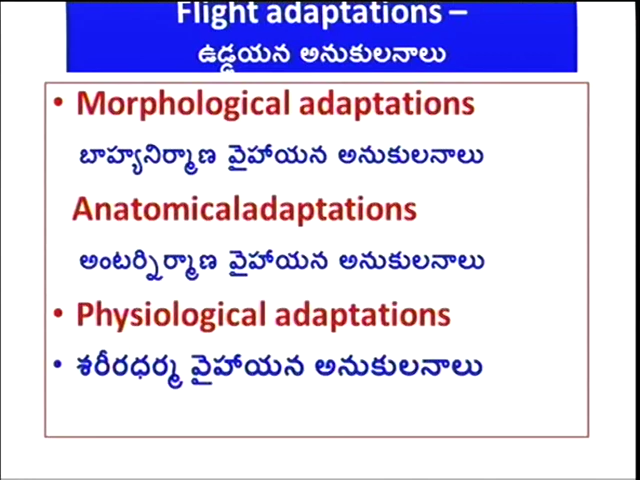 Flight adaptations –
ఉడ్డయన అనుకులనాలు
• Morphological adaptations
బాహ్యనిర్మాణ వైహాయన అనుకులనాలు
Anatomicaladaptations
అంటర్నిర్మాణ వైహాయన అనుకులనాలు
• Physiological adaptations
• శరీరధర్మ వైహాయన అనుకులనాలు